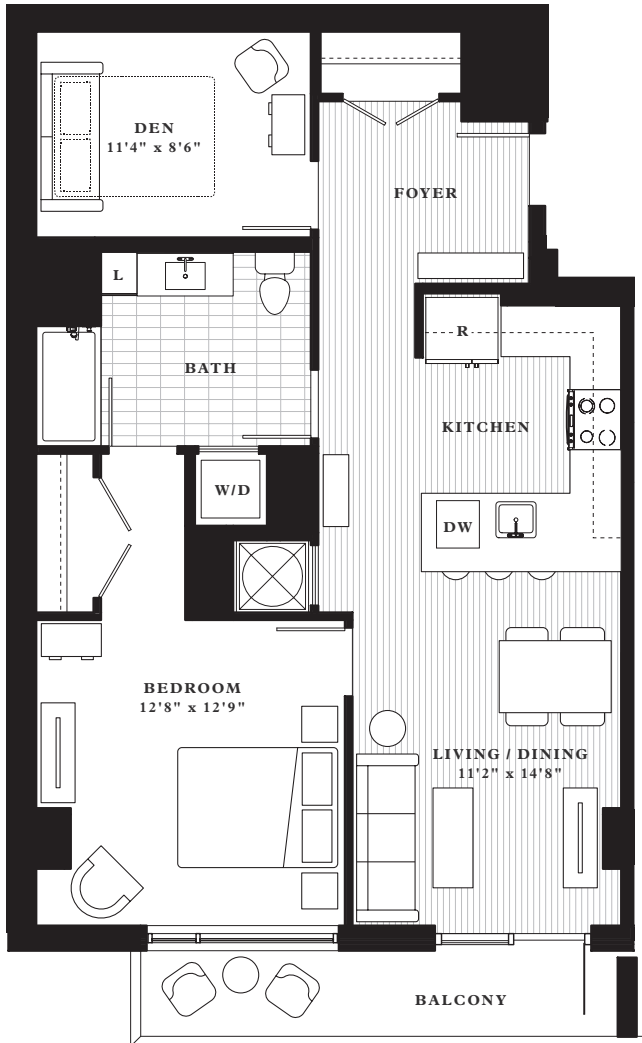 DEN
11'4" x 8'6"
FOYER
L
BATH
R
KITCHEN
W/D
DW
BEDROOM
12'8" x 12'9"
LIVING / DINING
11'2" x 14'8"
BALCONY